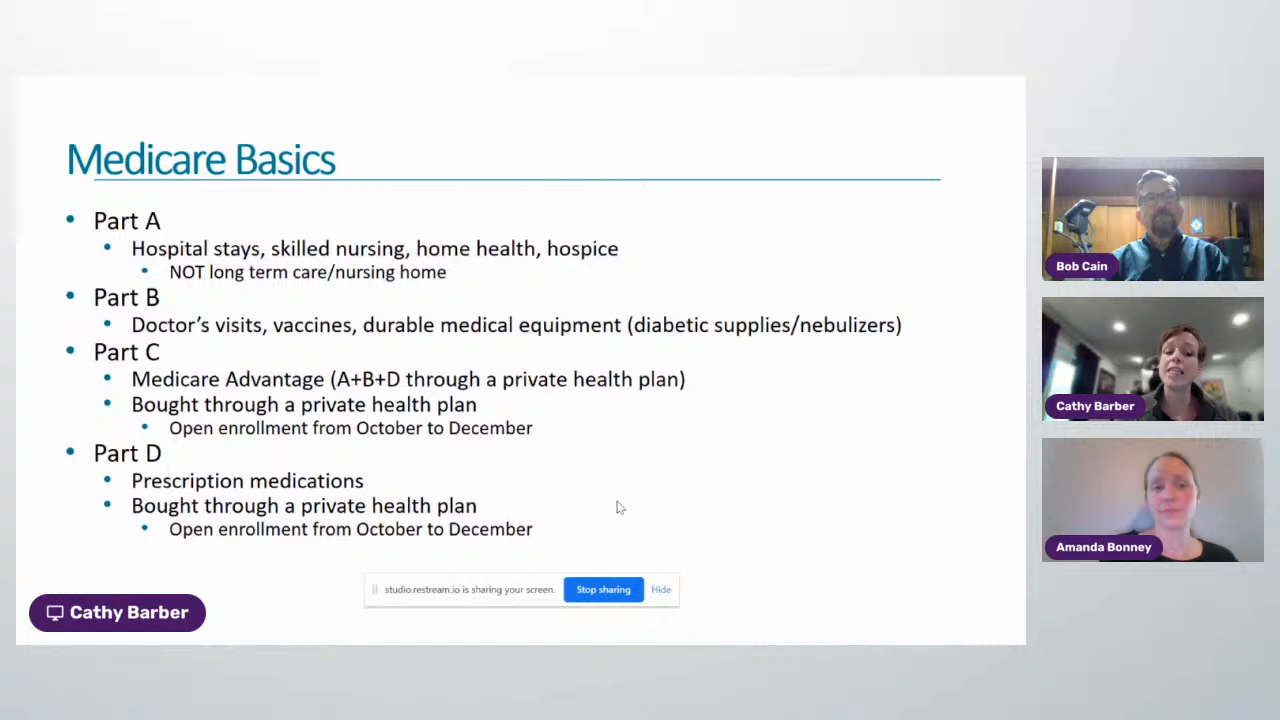 Medicare Basics
• Part A
• Hospital stays, skilled nursing, home health, hospice
• NOT long term care/nursing home
• Part B
• Doctor's visits, vaccines, durable medical equipment (diabetic supplies/nebulizers)
• Part C
• Medicare Advantage (A+B+D through a private health plan)
• Bought through a private health plan
• Open enrollment from October to December
• Part D
• Prescription medications
• Bought through a private health plan
• Open enrollment from October to December
studio.restream.io is sharing your screen. Stop sharing Hide
Cathy Barber
Bob Cain
Cathy Barber
Amanda Bonney